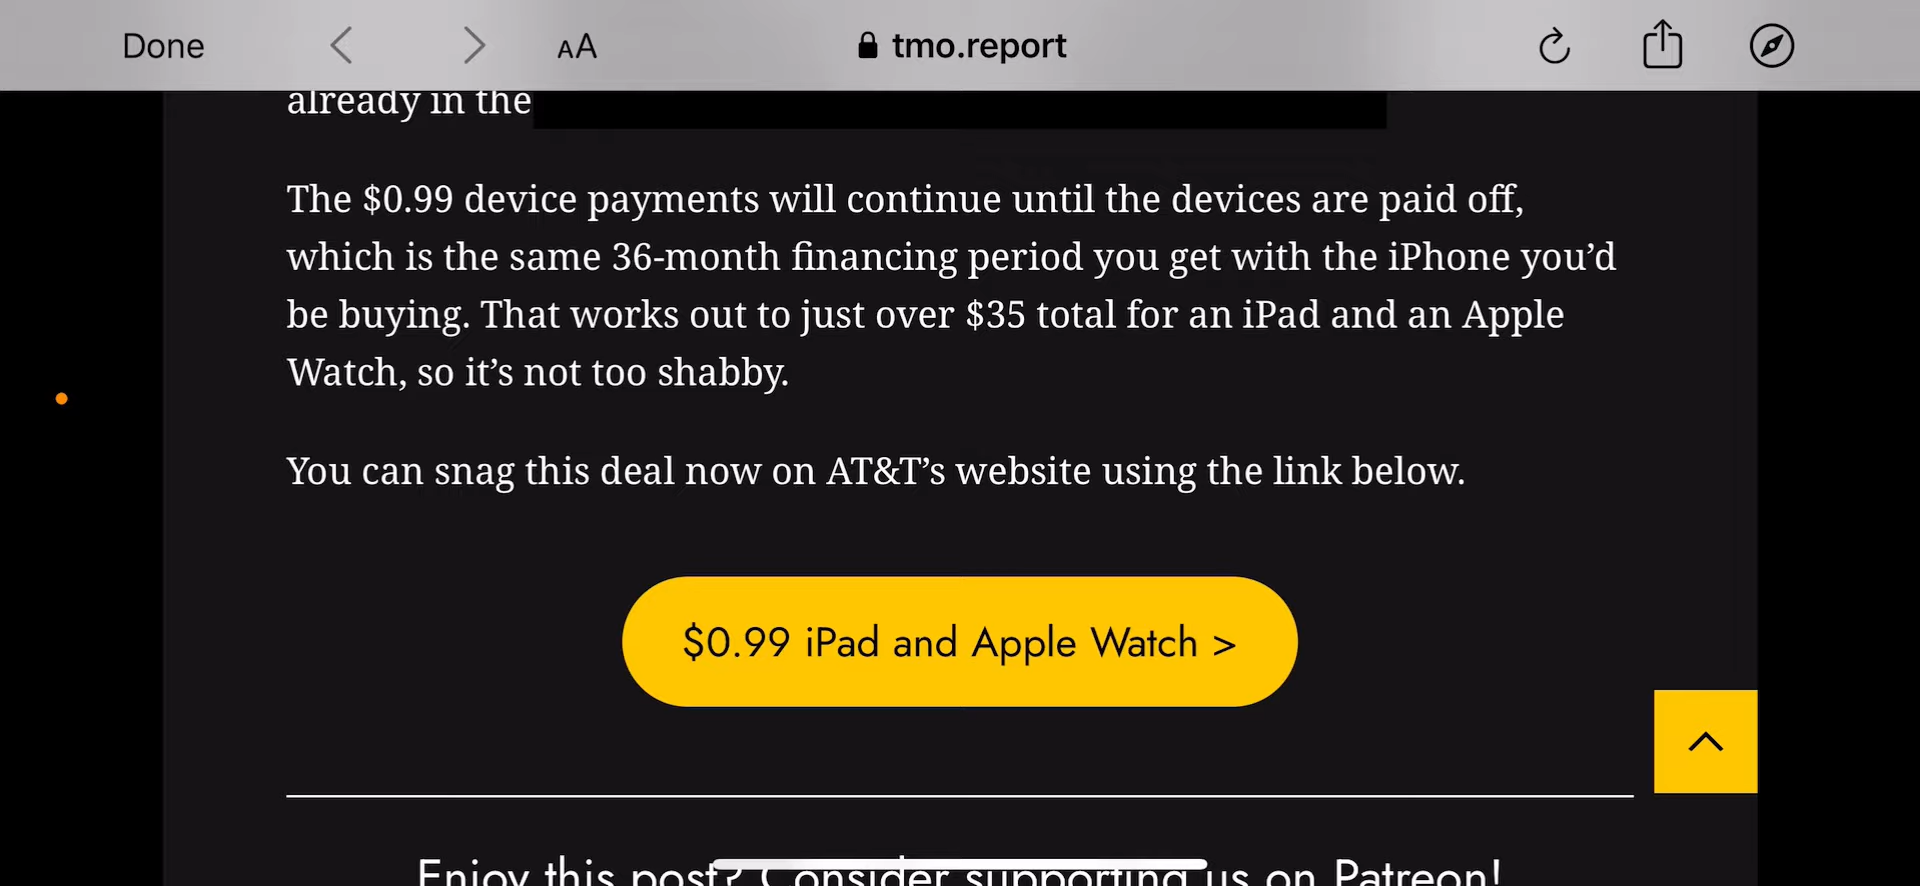 Done
AA
tmo.report
already in the
The $0.99 device payments will continue until the devices are paid off,
which is the same 36-month financing period you get with the iPhone you’d
be buying. That works out to just over $35 total for an iPad and an Apple
Watch, so it’s not too shabby.
You can snag this deal now on AT&T’s website using the link below.
$0.99 iPad and Apple Watch >
Enjoy this post? Consider supporting us on Patreon!